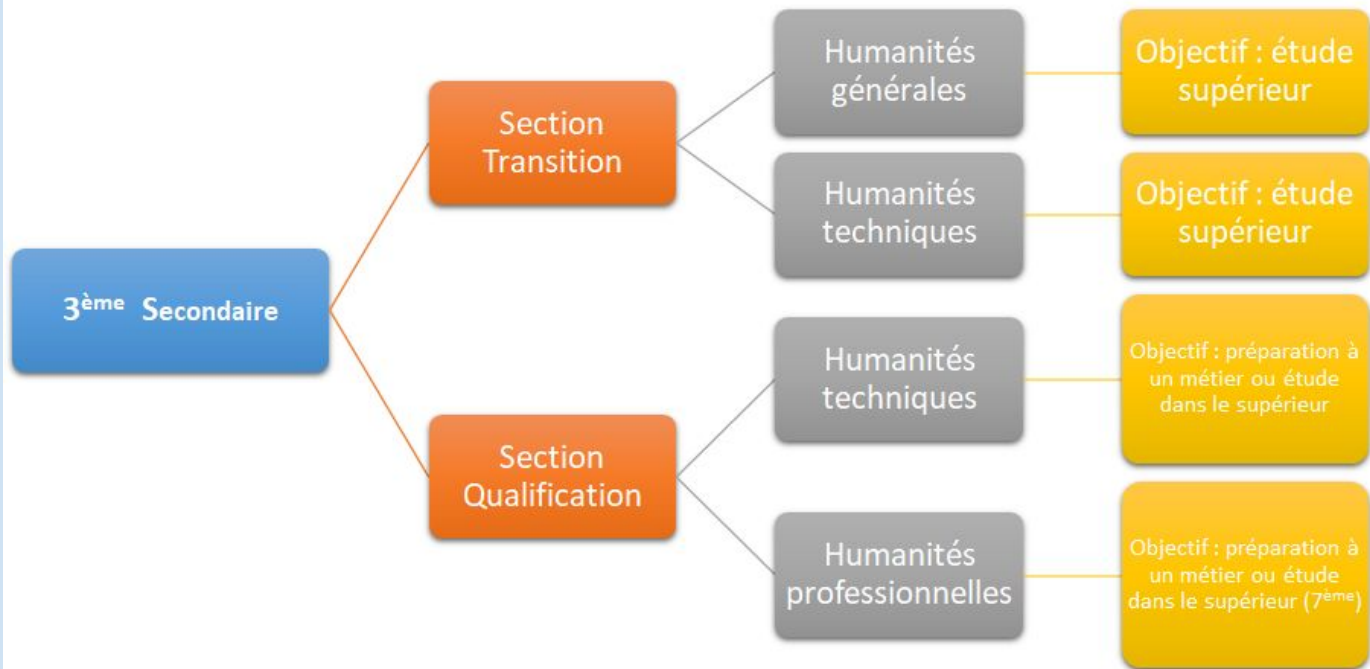 3ème Secondaire
Section
Transition
Section
Qualification
Humanités
générales
Humanités
techniques
Humanités
techniques
Humanités
professionnelles
Objectif : étude
supérieur
Objectif : étude
supérieur
Objectif : préparation à
un métier ou étude
dans le supérieur
Objectif : préparation à
un métier ou étude
dans le supérieur (7ème)